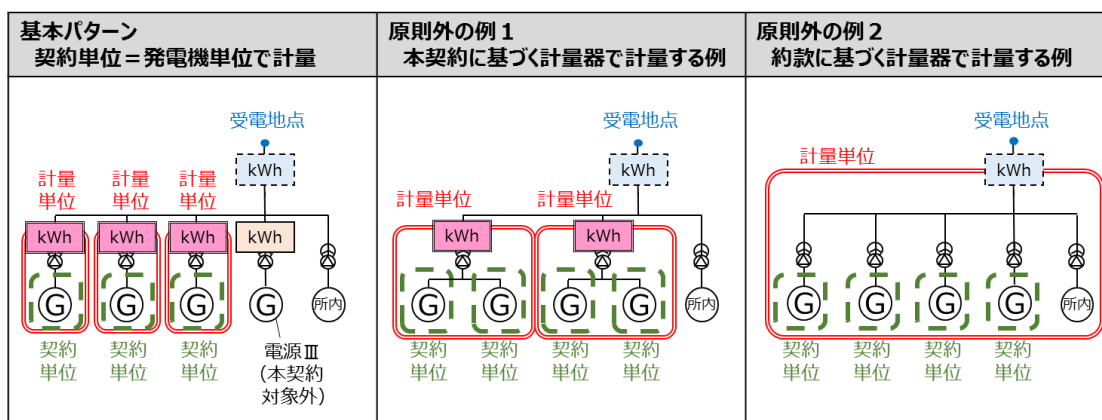 基本パターン
契約単位＝発電機単位で計量
受電地点
kWh
計量
単位
計量
単位
計量
単位
kWh
kWh
kWh
kWh
G
G
G
G
所内
契約
単位
契約
単位
契約
単位
電源Ⅲ
（本契約
対象外）
原則外の例１
本契約に基づく計量器で計量する例
受電地点
kWh
計量単位
計量単位
kWh
kWh
G
G
G
G
所内
契約
単位
契約
単位
契約
単位
契約
単位
原則外の例２
約款に基づく計量器で計量する例
受電地点
計量単位
kWh
G
G
G
G
所内
契約
単位
契約
単位
契約
単位
契約
単位